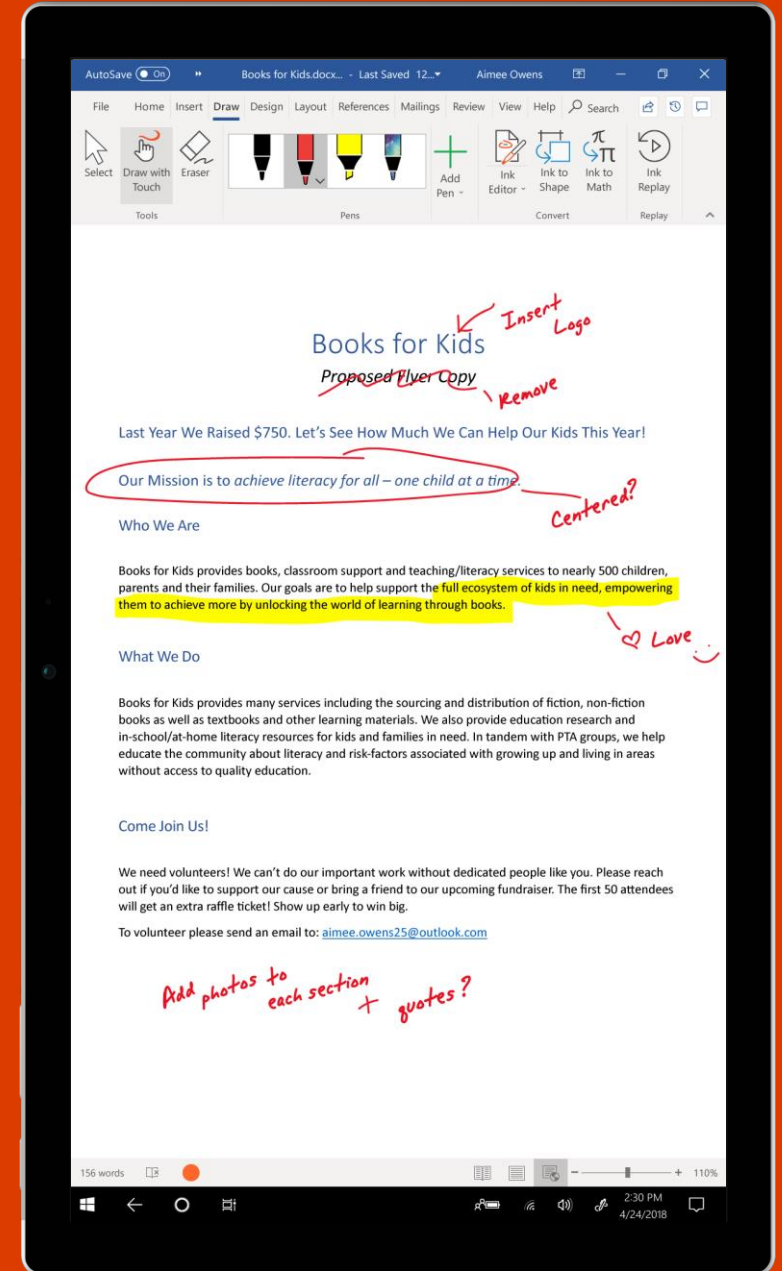 AutoSave On Books for Kids.docx... - Last Saved 12... Aimee Owens
File Home Insert Draw Design Layout References Mailings Review View Help Search
Select Draw with Touch Eraser Add Pen Ink Editor Ink to Shape Ink to Math Ink Replay
Tools Pens Convert Replay
Insert
Logo
Books for Kids
Proposed Flyer Copy
Remove
Last Year We Raised $750. Let's See How Much We Can Help Our Kids This Year!
Our Mission is to achieve literacy for all – one child at a time.
Centered?
Who We Are
Books for Kids provides books, classroom support and teaching/literacy services to nearly 500 children,
parents and their families. Our goals are to help support the full ecosystem of kids in need, empowering
them to achieve more by unlocking the world of learning through books.
Love
What We Do
Books for Kids provides many services including the sourcing and distribution of fiction, non-fiction
books as well as textbooks and other learning materials. We also provide education research and
in-school/at-home literacy resources for kids and families in need. In tandem with PTA groups, we help
educate the community about literacy and risk-factors associated with growing up and living in areas
without access to quality education.
Come Join Us!
We need volunteers! We can't do our important work without dedicated people like you. Please reach
out if you'd like to support our cause or bring a friend to our upcoming fundraiser. The first 50 attendees
will get an extra raffle ticket! Show up early to win big.
To volunteer please send an email to: aimee.owens25@outlook.com
Add photos to
each section
+ quotes?
156 words 110%
2:30 PM
4/24/2018